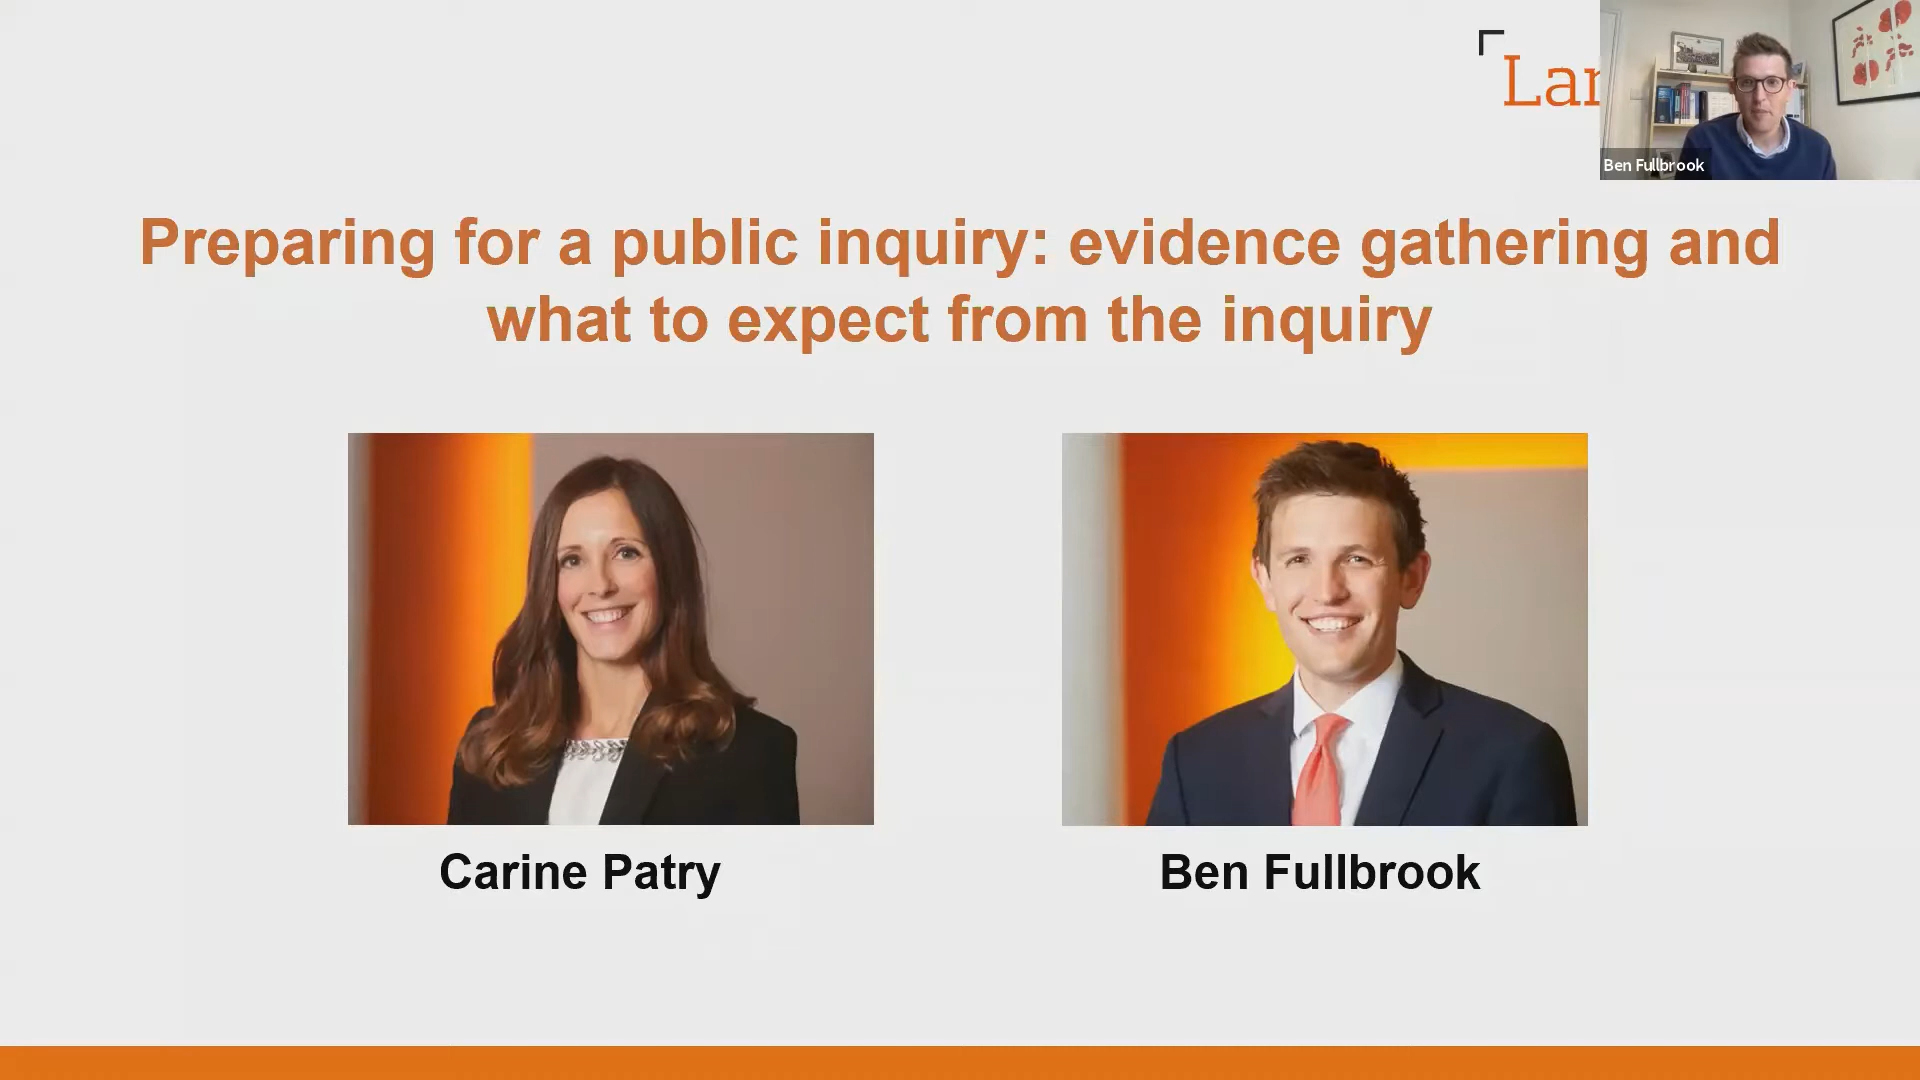 Lar
Ben Fullbrook
Preparing for a public inquiry: evidence gathering and
what to expect from the inquiry
Carine Patry
Ben Fullbrook